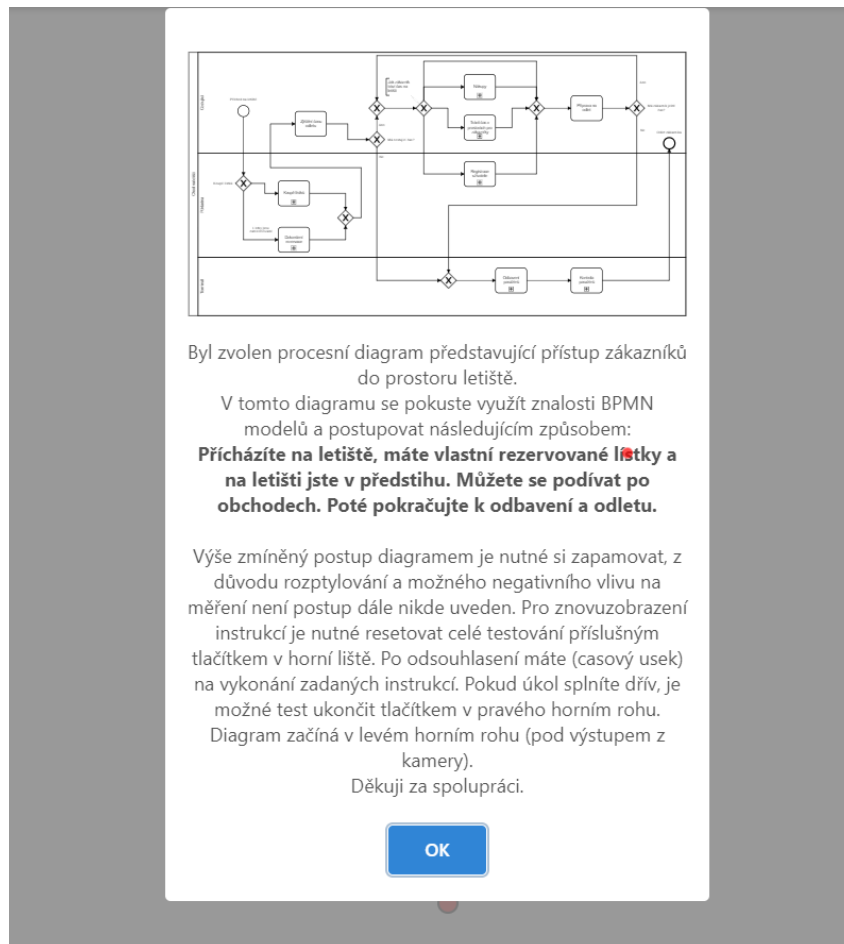 Nákupy
Kontrola
Byl zvolen procesní diagram představující přístup zákazníků
do prostoru letiště.
V tomto diagramu se pokuste využít znalosti BPMN
modelů a postupovat následujícím způsobem:
Přícházíte na letiště, máte vlastní rezervované lístky a
na letišti jste v předstihu. Můžete se podívat po
obchodech. Poté pokračujte k odbavení a odletu.
Výše zmíněný postup diagramem je nutné si zapamovat, z
důvodu rozptylování a možného negativního vlivu na
měření není postup dále nikde uveden. Pro znovuzobrazení
instrukcí je nutné resetovat celé testování příslušným
tlačítkem v horní liště. Po odsouhlasení máte (casový usek)
na vykonání zadaných instrukcí. Pokud úkol splníte dřív, je
možné test ukončit tlačítkem v pravého horním rohu.
Diagram začíná v levém horním rohu (pod výstupem z
kamery).
Děkuji za spolupráci.
OK